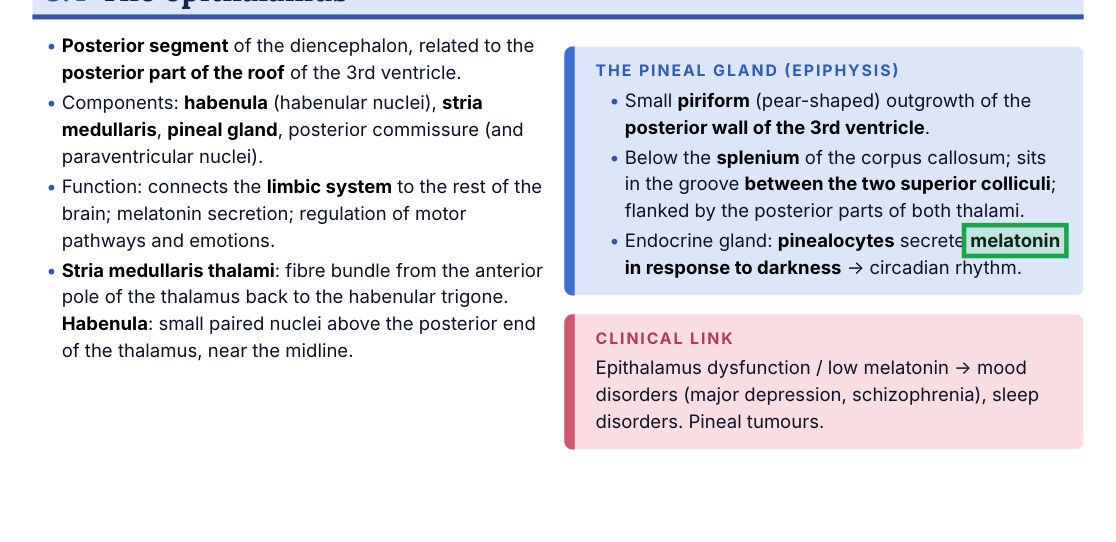 • Posterior segment of the diencephalon, related to the
posterior part of the roof of the 3rd ventricle.
• Components: habenula (habenular nuclei), stria
medullaris, pineal gland, posterior commissure (and
paraventricular nuclei).
• Function: connects the limbic system to the rest of the
brain; melatonin secretion; regulation of motor
pathways and emotions.
• Stria medullaris thalami: fibre bundle from the anterior
pole of the thalamus back to the habenular trigone.
Habenula: small paired nuclei above the posterior end
of the thalamus, near the midline.
THE PINEAL GLAND (EPIPHYSIS)
• Small piriform (pear-shaped) outgrowth of the
posterior wall of the 3rd ventricle.
• Below the splenium of the corpus callosum; sits
in the groove between the two superior colliculi;
flanked by the posterior parts of both thalami.
• Endocrine gland: pinealocytes secrete melatonin
in response to darkness → circadian rhythm.
CLINICAL LINK
Epithalamus dysfunction / low melatonin → mood
disorders (major depression, schizophrenia), sleep
disorders. Pineal tumours.